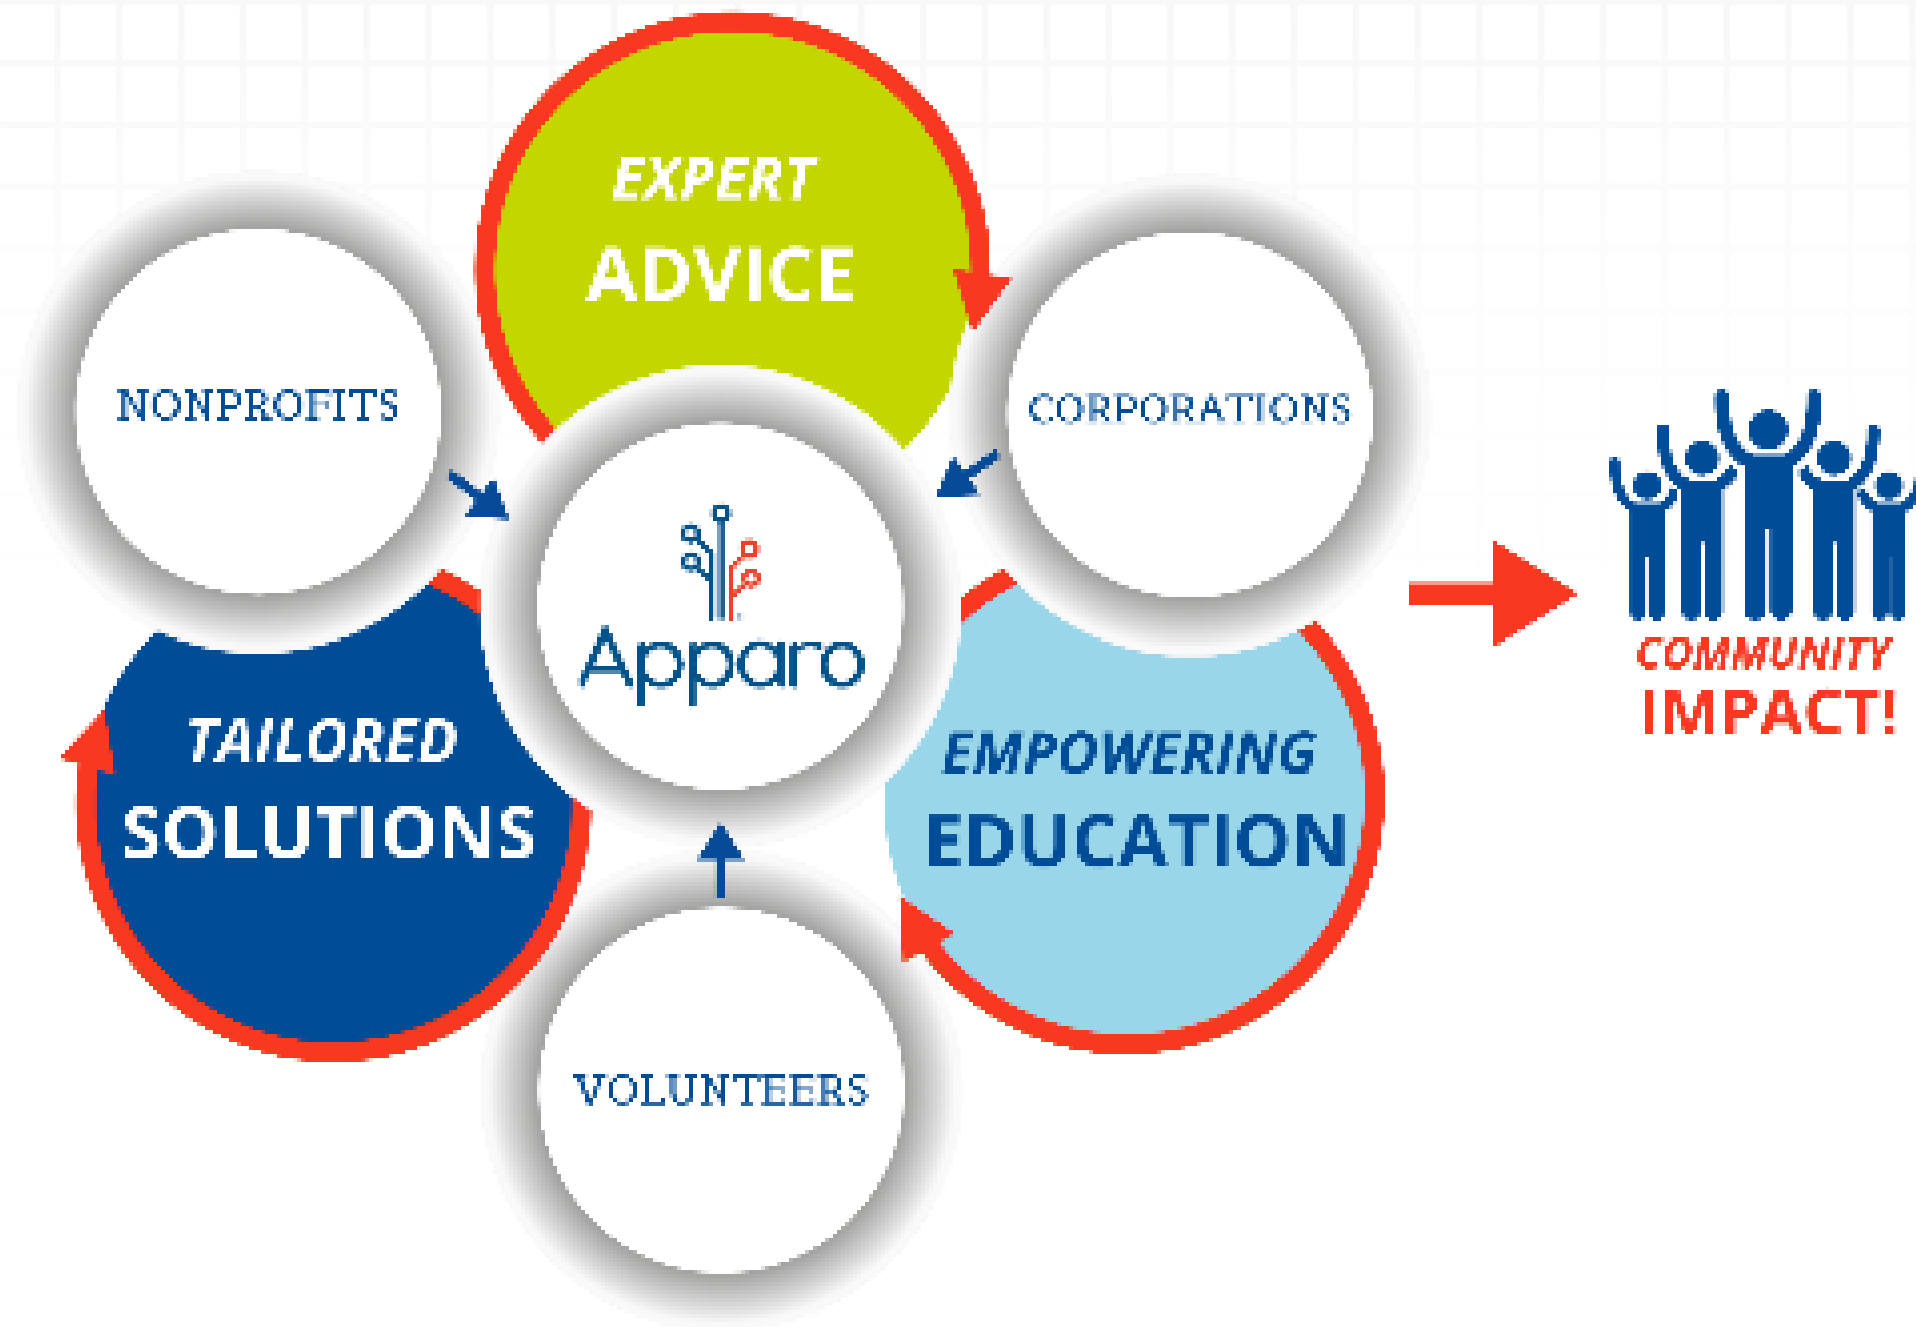 EXPERT
ADVICE
NONPROFITS
CORPORATIONS
Apparo
COMMUNITY
IMPACT!
TAILORED
SOLUTIONS
EMPOWERING
EDUCATION
VOLUNTEERS